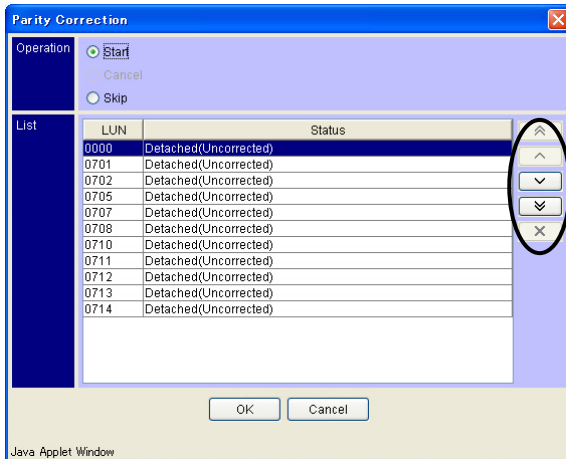 Parity Correction
Operation
Start
Cancel
Skip
List
LUN Status
0000 Detached(Uncorrected)
0701 Detached(Uncorrected)
0702 Detached(Uncorrected)
0705 Detached(Uncorrected)
0707 Detached(Uncorrected)
0708 Detached(Uncorrected)
0710 Detached(Uncorrected)
0711 Detached(Uncorrected)
0712 Detached(Uncorrected)
0713 Detached(Uncorrected)
0714 Detached(Uncorrected)
OK Cancel
Java Applet Window